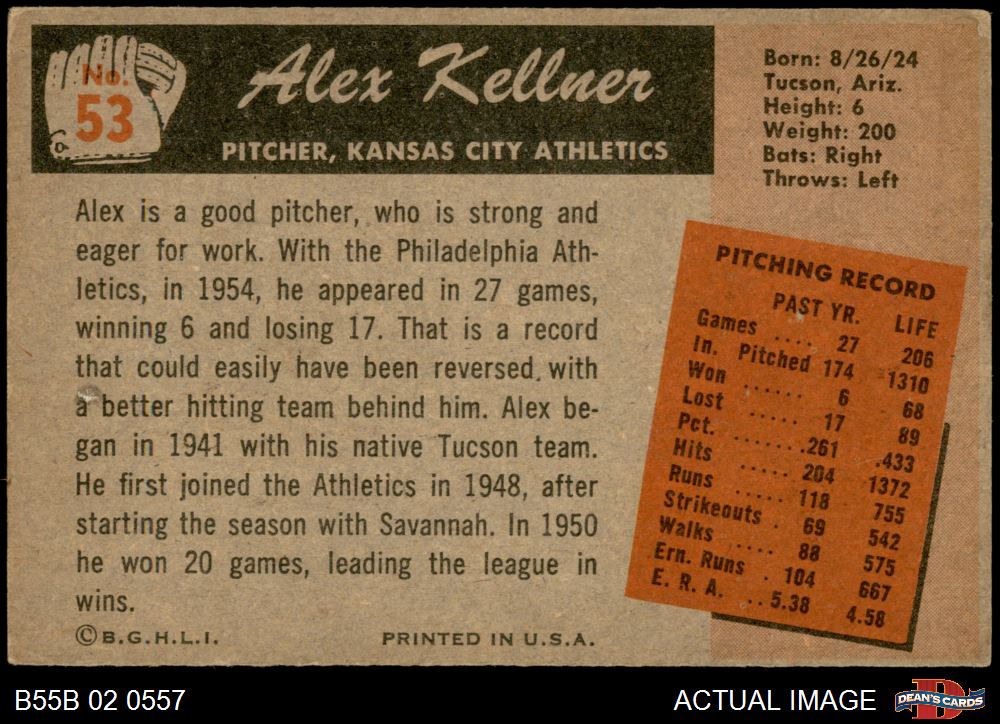 No.
53
Alex Kellner
PITCHER, KANSAS CITY ATHLETICS
Born: 8/26/24
Tucson, Ariz.
Height: 6
Weight: 200
Bats: Right
Throws: Left
Alex is a good pitcher, who is strong and
eager for work. With the Philadelphia Ath-
letics, in 1954, he appeared in 27 games,
winning 6 and losing 17. That is a record
that could easily have been reversed, with
a better hitting team behind him. Alex be-
gan in 1941 with his native Tucson team.
He first joined the Athletics in 1948, after
starting the season with Savannah. In 1950
he won 20 games, leading the league in
wins.
©B.G.H.L.I. PRINTED IN U.S.A.
PITCHING RECORD
PAST YR. LIFE
Games .... 27 206
In. Pitched 174 1310
Won ...... 6 68
Lost ..... 17 89
Pct. ....... .261 .433
Hits ..... 204 1372
Runs ..... 118 755
Strikeouts . 69 542
Walks .... 88 575
Ern. Runs . 104 667
E. R. A. .. 5.38 4.58
B55B 02 0557
ACTUAL IMAGE
D
DEAN'S CARDS